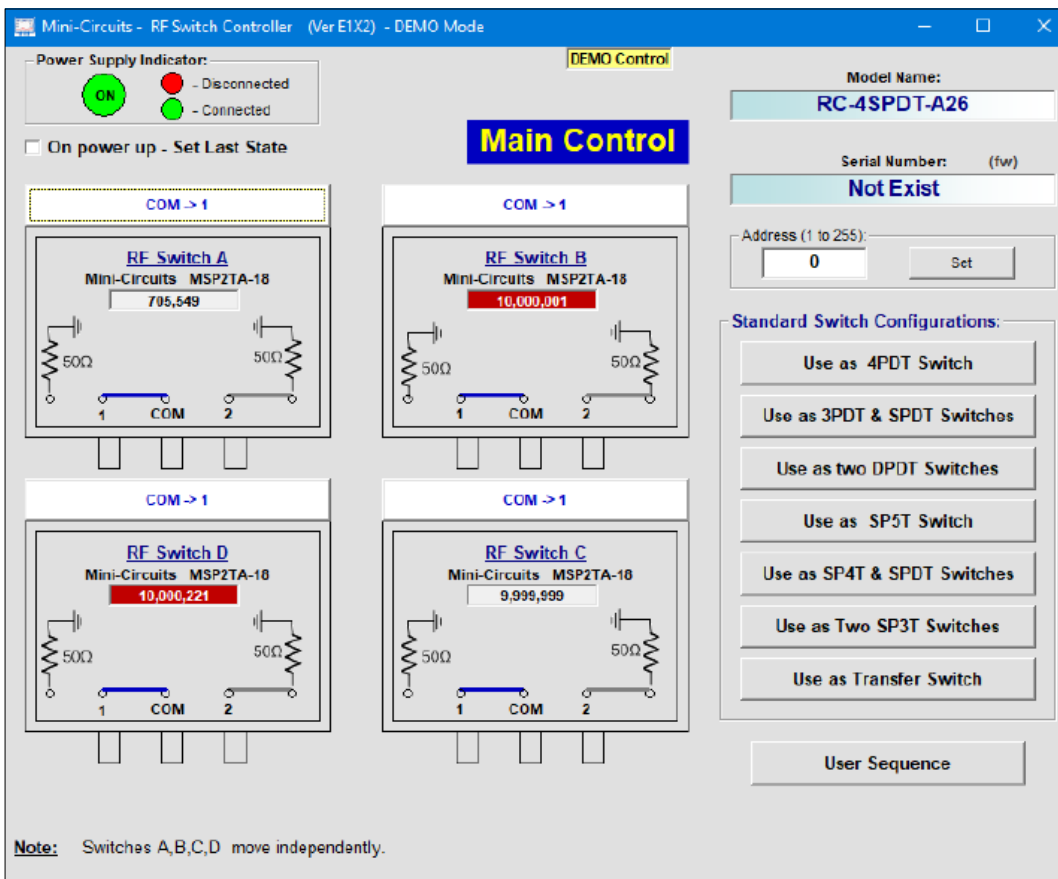 Mini-Circuits - RF Switch Controller (Ver E1X2) - DEMO Mode
Power Supply Indicator:
ON
- Disconnected
- Connected
DEMO Control
On power up - Set Last State
Main Control
Model Name:
RC-4SPDT-A26
Serial Number: (fw)
Not Exist
Address (1 to 255):
0
Set
COM -> 1
RF Switch A
Mini-Circuits MSP2TA-18
705,549
50Ω
50Ω
1 COM 2
COM -> 1
RF Switch B
Mini-Circuits MSP2TA-18
10,000,001
50Ω
50Ω
1 COM 2
COM -> 1
RF Switch D
Mini-Circuits MSP2TA-18
10,000,221
50Ω
50Ω
1 COM 2
COM -> 1
RF Switch C
Mini-Circuits MSP2TA-18
9,999,999
50Ω
50Ω
1 COM 2
Standard Switch Configurations:
Use as 4PDT Switch
Use as 3PDT & SPDT Switches
Use as two DPDT Switches
Use as SP5T Switch
Use as SP4T & SPDT Switches
Use as Two SP3T Switches
Use as Transfer Switch
User Sequence
Note: Switches A,B,C,D move independently.